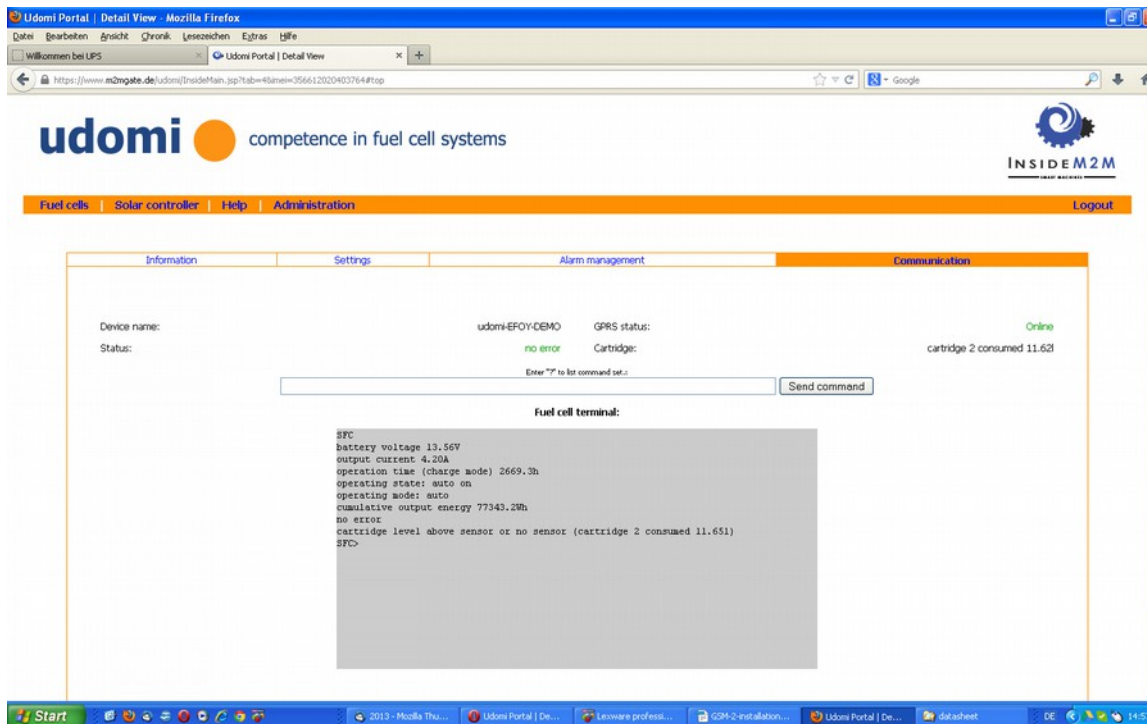 Udomi Portal | Detail View - Mozilla Firefox
Datei Bearbeiten Ansicht Chronik Lesezeichen Extras Hilfe
Willkommen bei UPS × Udomi Portal | Detail View × +
https://www.m2mgate.de/udomi/InsideMain.jsp?tab=4&imei=356612020403764#top Google
udomi competence in fuel cell systems
INSIDEM2M
SMART MACHINES
Fuel cells | Solar controller | Help | Administration Logout
Information Settings Alarm management Communication
Device name: udomi-EFOY-DEMO GPRS status: Online
Status: no error Cartridge: cartridge 2 consumed 11.62l
Enter "?" to list command set.:
Send command
Fuel cell terminal:
SFC
battery voltage 13.56V
output current 4.20A
operation time (charge mode) 2669.3h
operating state: auto on
operating mode: auto
cumulative output energy 77343.2Wh
no error
cartridge level above sensor or no sensor (cartridge 2 consumed 11.65l)
SFC>
Start 2013 - Mozilla Thu... Udomi Portal | De... Lexware professi... GSM-2-installation... Udomi Portal | De... datasheet DE